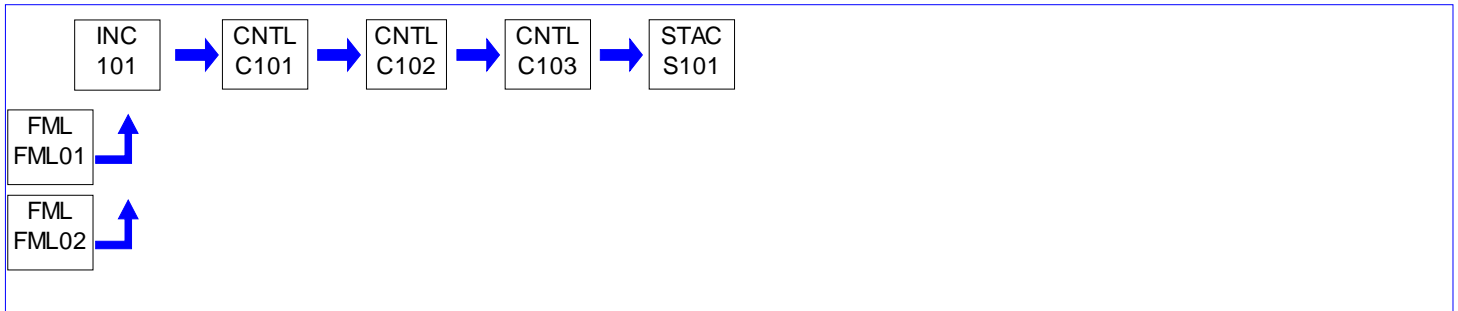 INC
101
CNTL
C101
CNTL
C102
CNTL
C103
STAC
S101
FML
FML01
FML
FML02